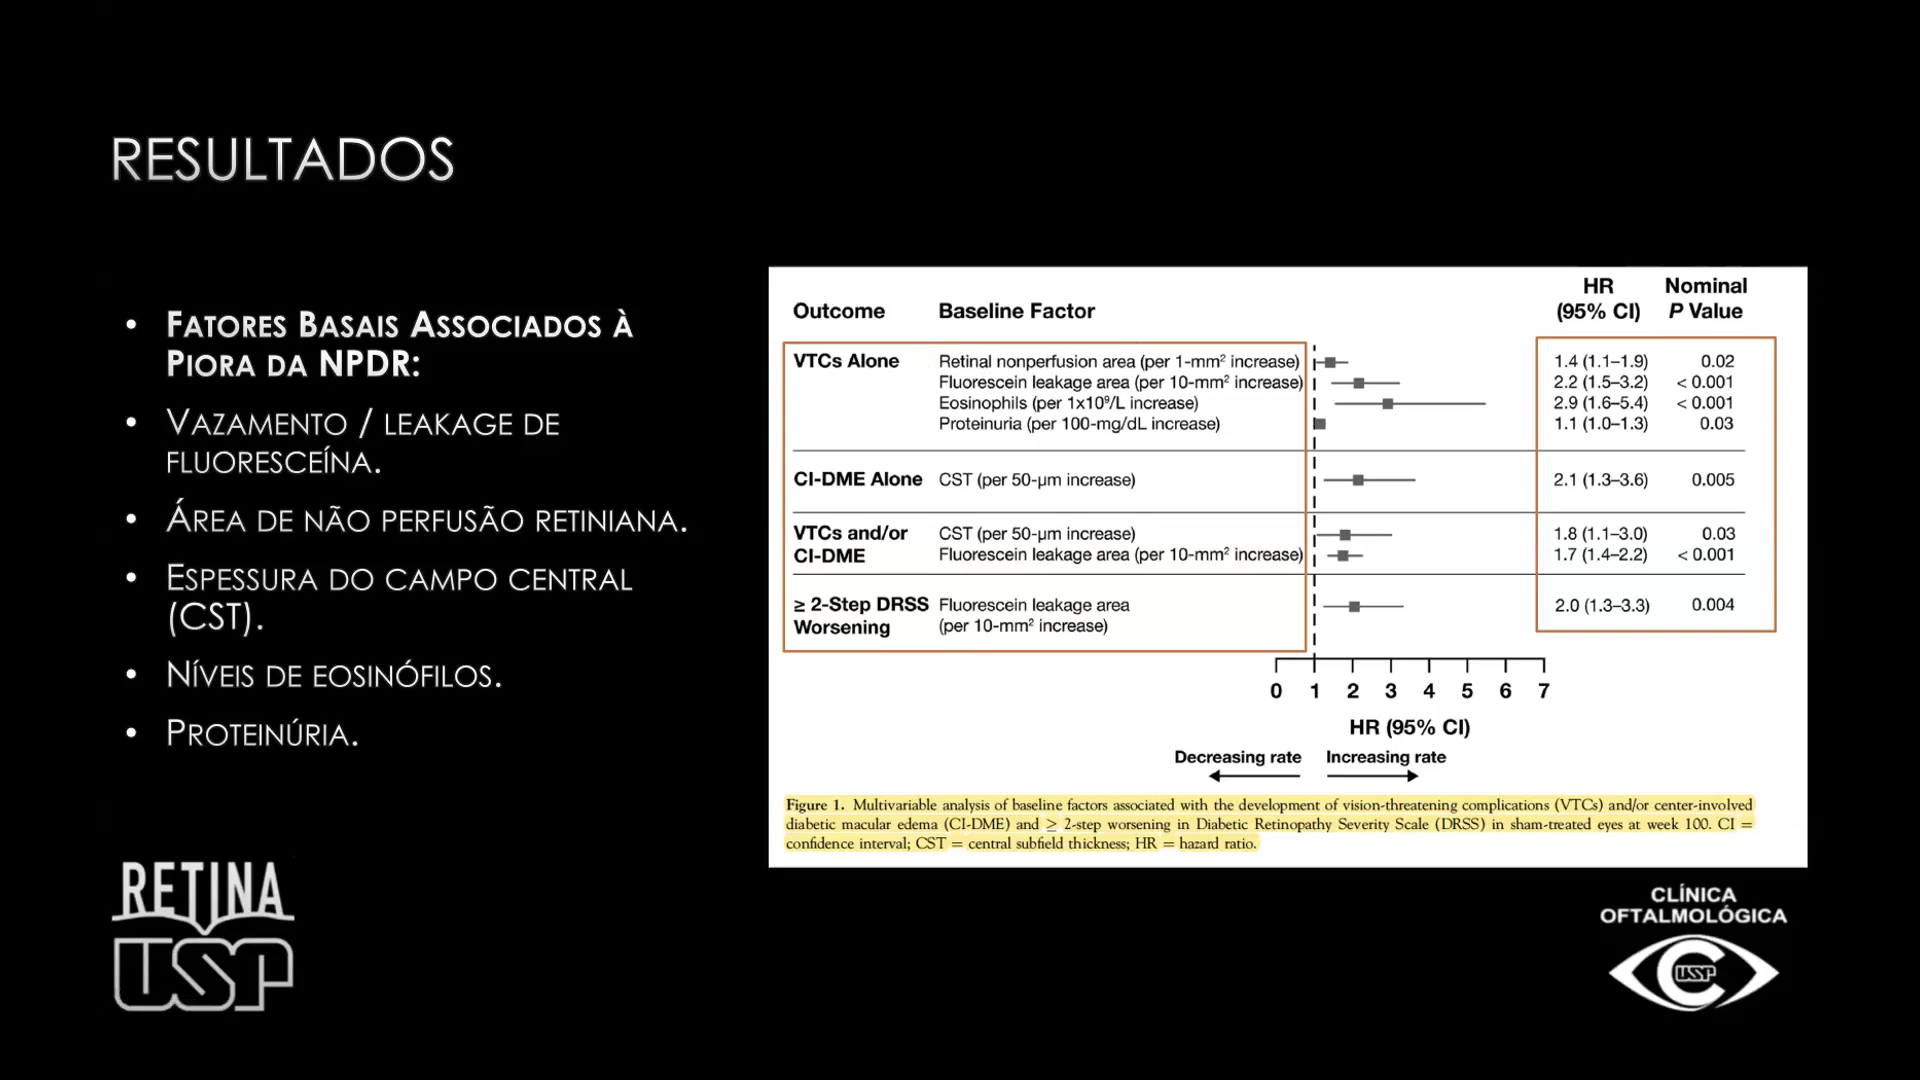 RESULTADOS
• FATORES BASAIS ASSOCIADOS À
PIORA DA NPDR:
• VAZAMENTO / LEAKAGE DE
FLUORESCEÍNA.
• ÁREA DE NÃO PERFUSÃO RETINIANA.
• ESPESSURA DO CAMPO CENTRAL
(CST).
• NÍVEIS DE EOSINÓFILOS.
• PROTEINÚRIA.
Outcome Baseline Factor HR (95% CI) Nominal P Value
VTCs Alone Retinal nonperfusion area (per 1-mm² increase) 1.4 (1.1–1.9) 0.02
Fluorescein leakage area (per 10-mm² increase) 2.2 (1.5–3.2) < 0.001
Eosinophils (per 1x10⁹/L increase) 2.9 (1.6–5.4) < 0.001
Proteinuria (per 100-mg/dL increase) 1.1 (1.0–1.3) 0.03
CI-DME Alone CST (per 50-µm increase) 2.1 (1.3–3.6) 0.005
VTCs and/or CST (per 50-µm increase) 1.8 (1.1–3.0) 0.03
CI-DME Fluorescein leakage area (per 10-mm² increase) 1.7 (1.4–2.2) < 0.001
≥ 2-Step DRSS Fluorescein leakage area 2.0 (1.3–3.3) 0.004
Worsening (per 10-mm² increase)
0 1 2 3 4 5 6 7
HR (95% CI)
Decreasing rate Increasing rate
Figure 1. Multivariable analysis of baseline factors associated with the development of vision-threatening complications (VTCs) and/or center-involved
diabetic macular edema (CI-DME) and ≥ 2-step worsening in Diabetic Retinopathy Severity Scale (DRSS) in sham-treated eyes at week 100. CI =
confidence interval; CST = central subfield thickness; HR = hazard ratio.
RETINA
USP
CLÍNICA
OFTALMOLÓGICA
C USP